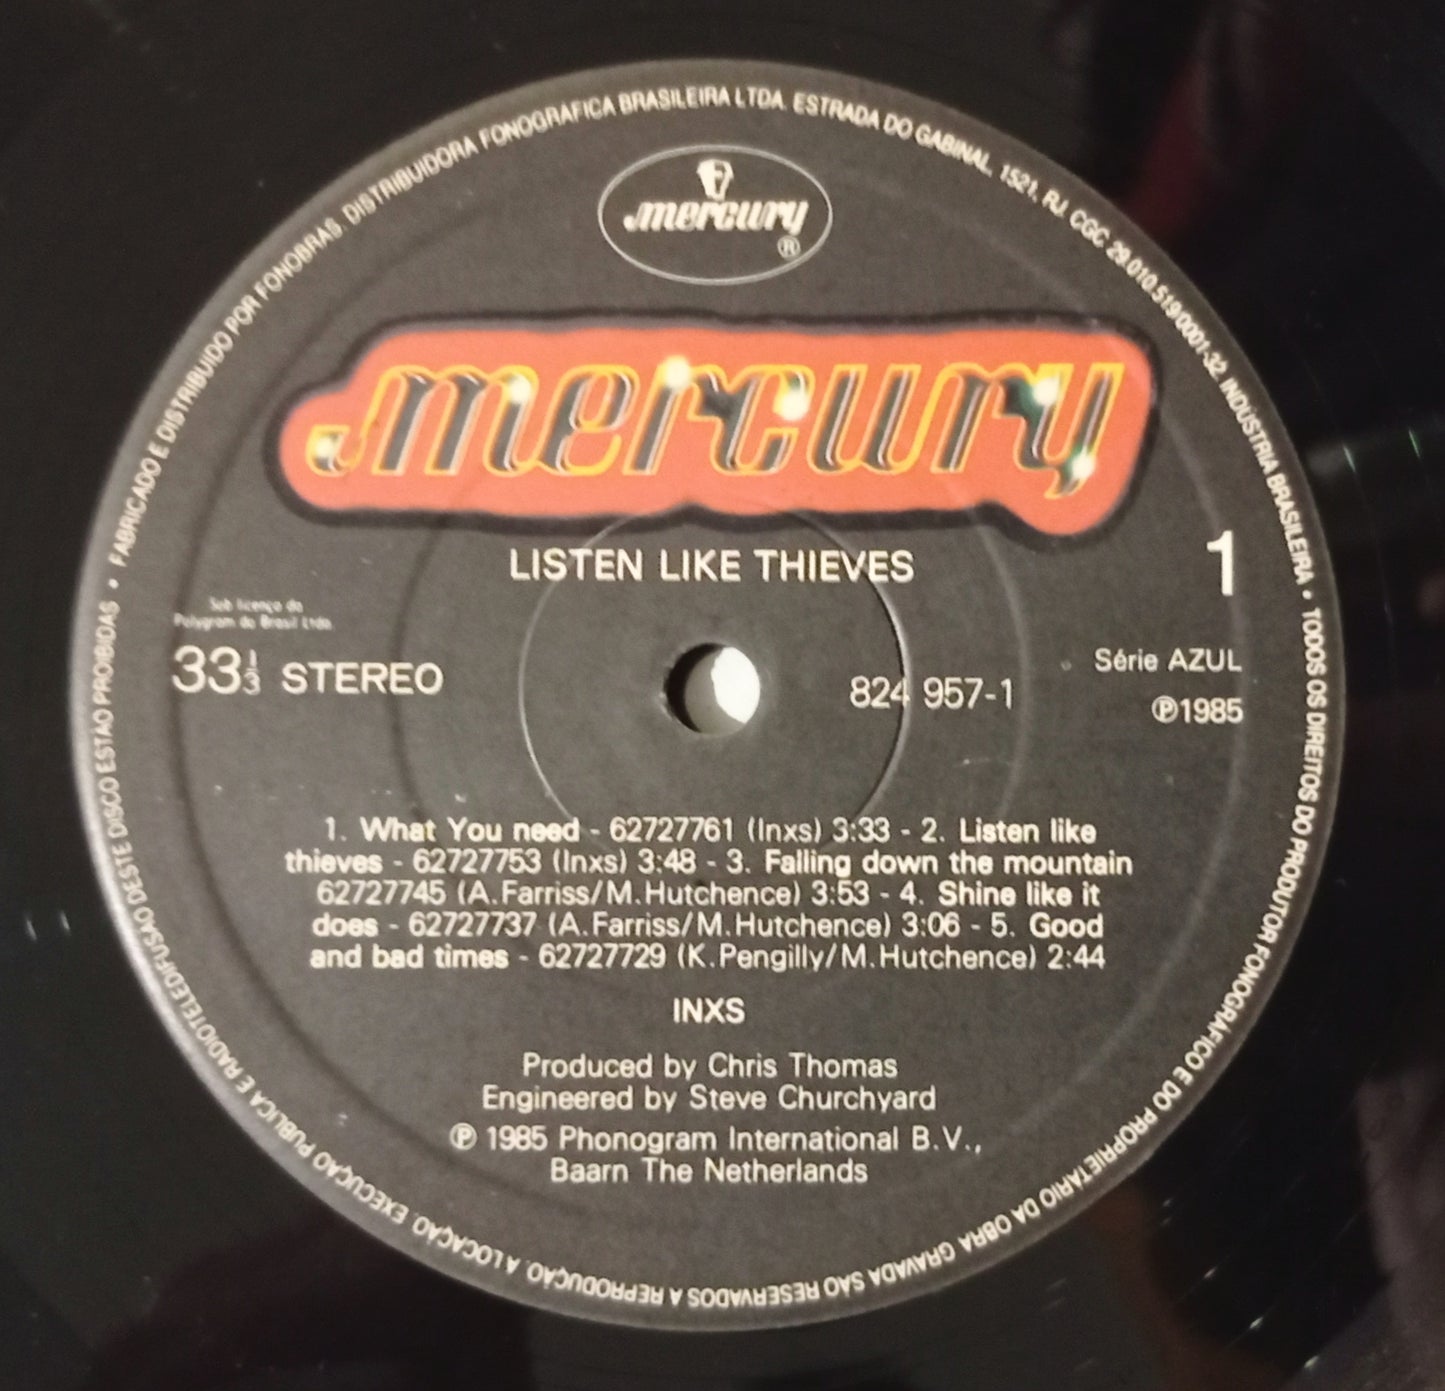 FABRICADO E DISTRIBUIDO POR FONOBRAS. DISTRIBUIDORA FONOGRAFICA BRASILEIRA LTDA. ESTRADA DO GABINAL, 1521, RJ. CGC 29.010.519/0001-32. INDÚSTRIA BRASILEIRA •
TODOS OS DIREITOS DO PRODUTOR FONOGRÁFICO E DO PROPRIETARIO DA OBRA GRAVADA SÃO RESERVADOS A REPRODUÇÃO. A LOCAÇÃO. EXECUÇÃO PUBLICA E RADIOTELEDIFUSÃO DESTE DISCO ESTÃO PROIBIDAS •
mercury
®
mercury
LISTEN LIKE THIEVES
1
Sob licença da
Polygram do Brasil Ltda.
33 1/3 STEREO
824 957-1
Série AZUL
℗1985
1. What You need - 62727761 (Inxs) 3:33 - 2. Listen like
thieves - 62727753 (Inxs) 3:48 - 3. Falling down the mountain
62727745 (A.Farriss/M.Hutchence) 3:53 - 4. Shine like it
does - 62727737 (A.Farriss/M.Hutchence) 3:06 - 5. Good
and bad times - 62727729 (K.Pengilly/M.Hutchence) 2:44
INXS
Produced by Chris Thomas
Engineered by Steve Churchyard
℗ 1985 Phonogram International B.V.,
Baarn The Netherlands